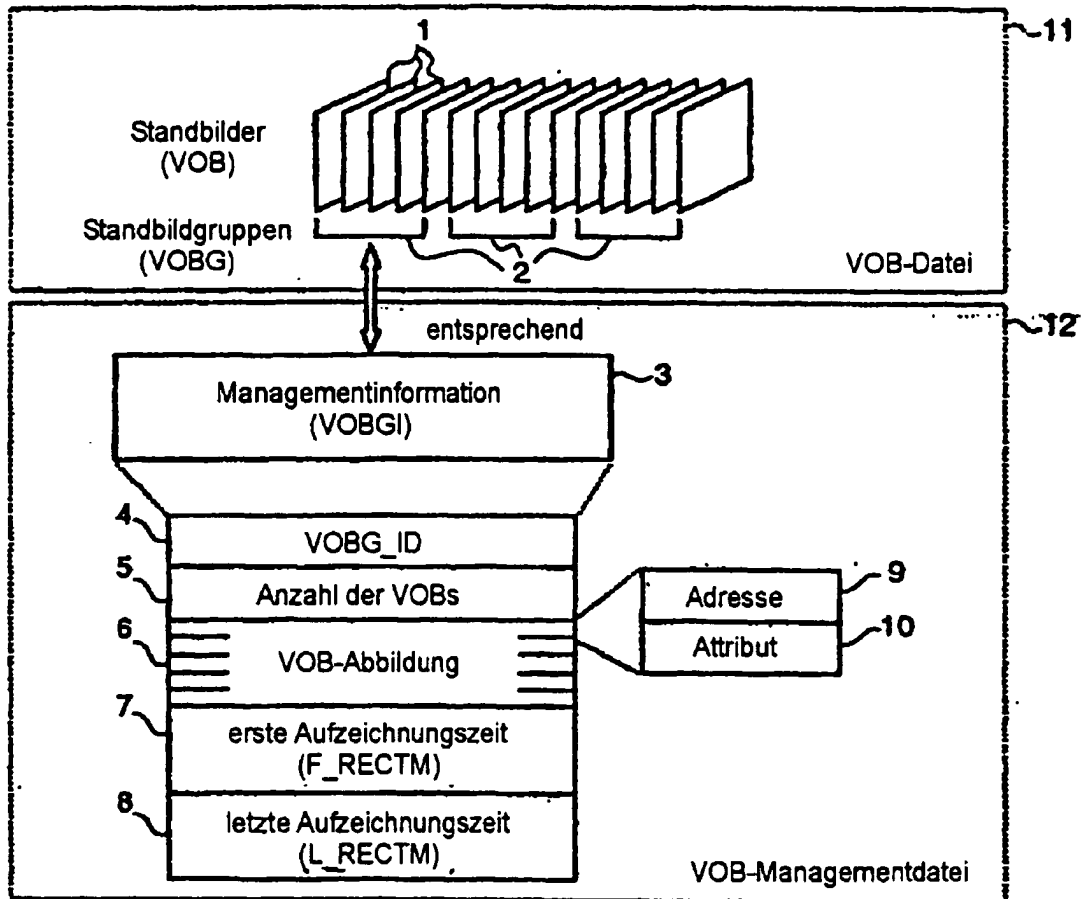 1
11
Standbilder
(VOB)
Standbildgruppen
(VOBG)
2
VOB-Datei
entsprechend
12
Managementinformation
(VOBGI)
3
4
VOBG_ID
5
Anzahl der VOBs
Adresse
9
6
VOB-Abbildung
Attribut
10
7
erste Aufzeichnungszeit
(F_RECTM)
8
letzte Aufzeichnungszeit
(L_RECTM)
VOB-Managementdatei